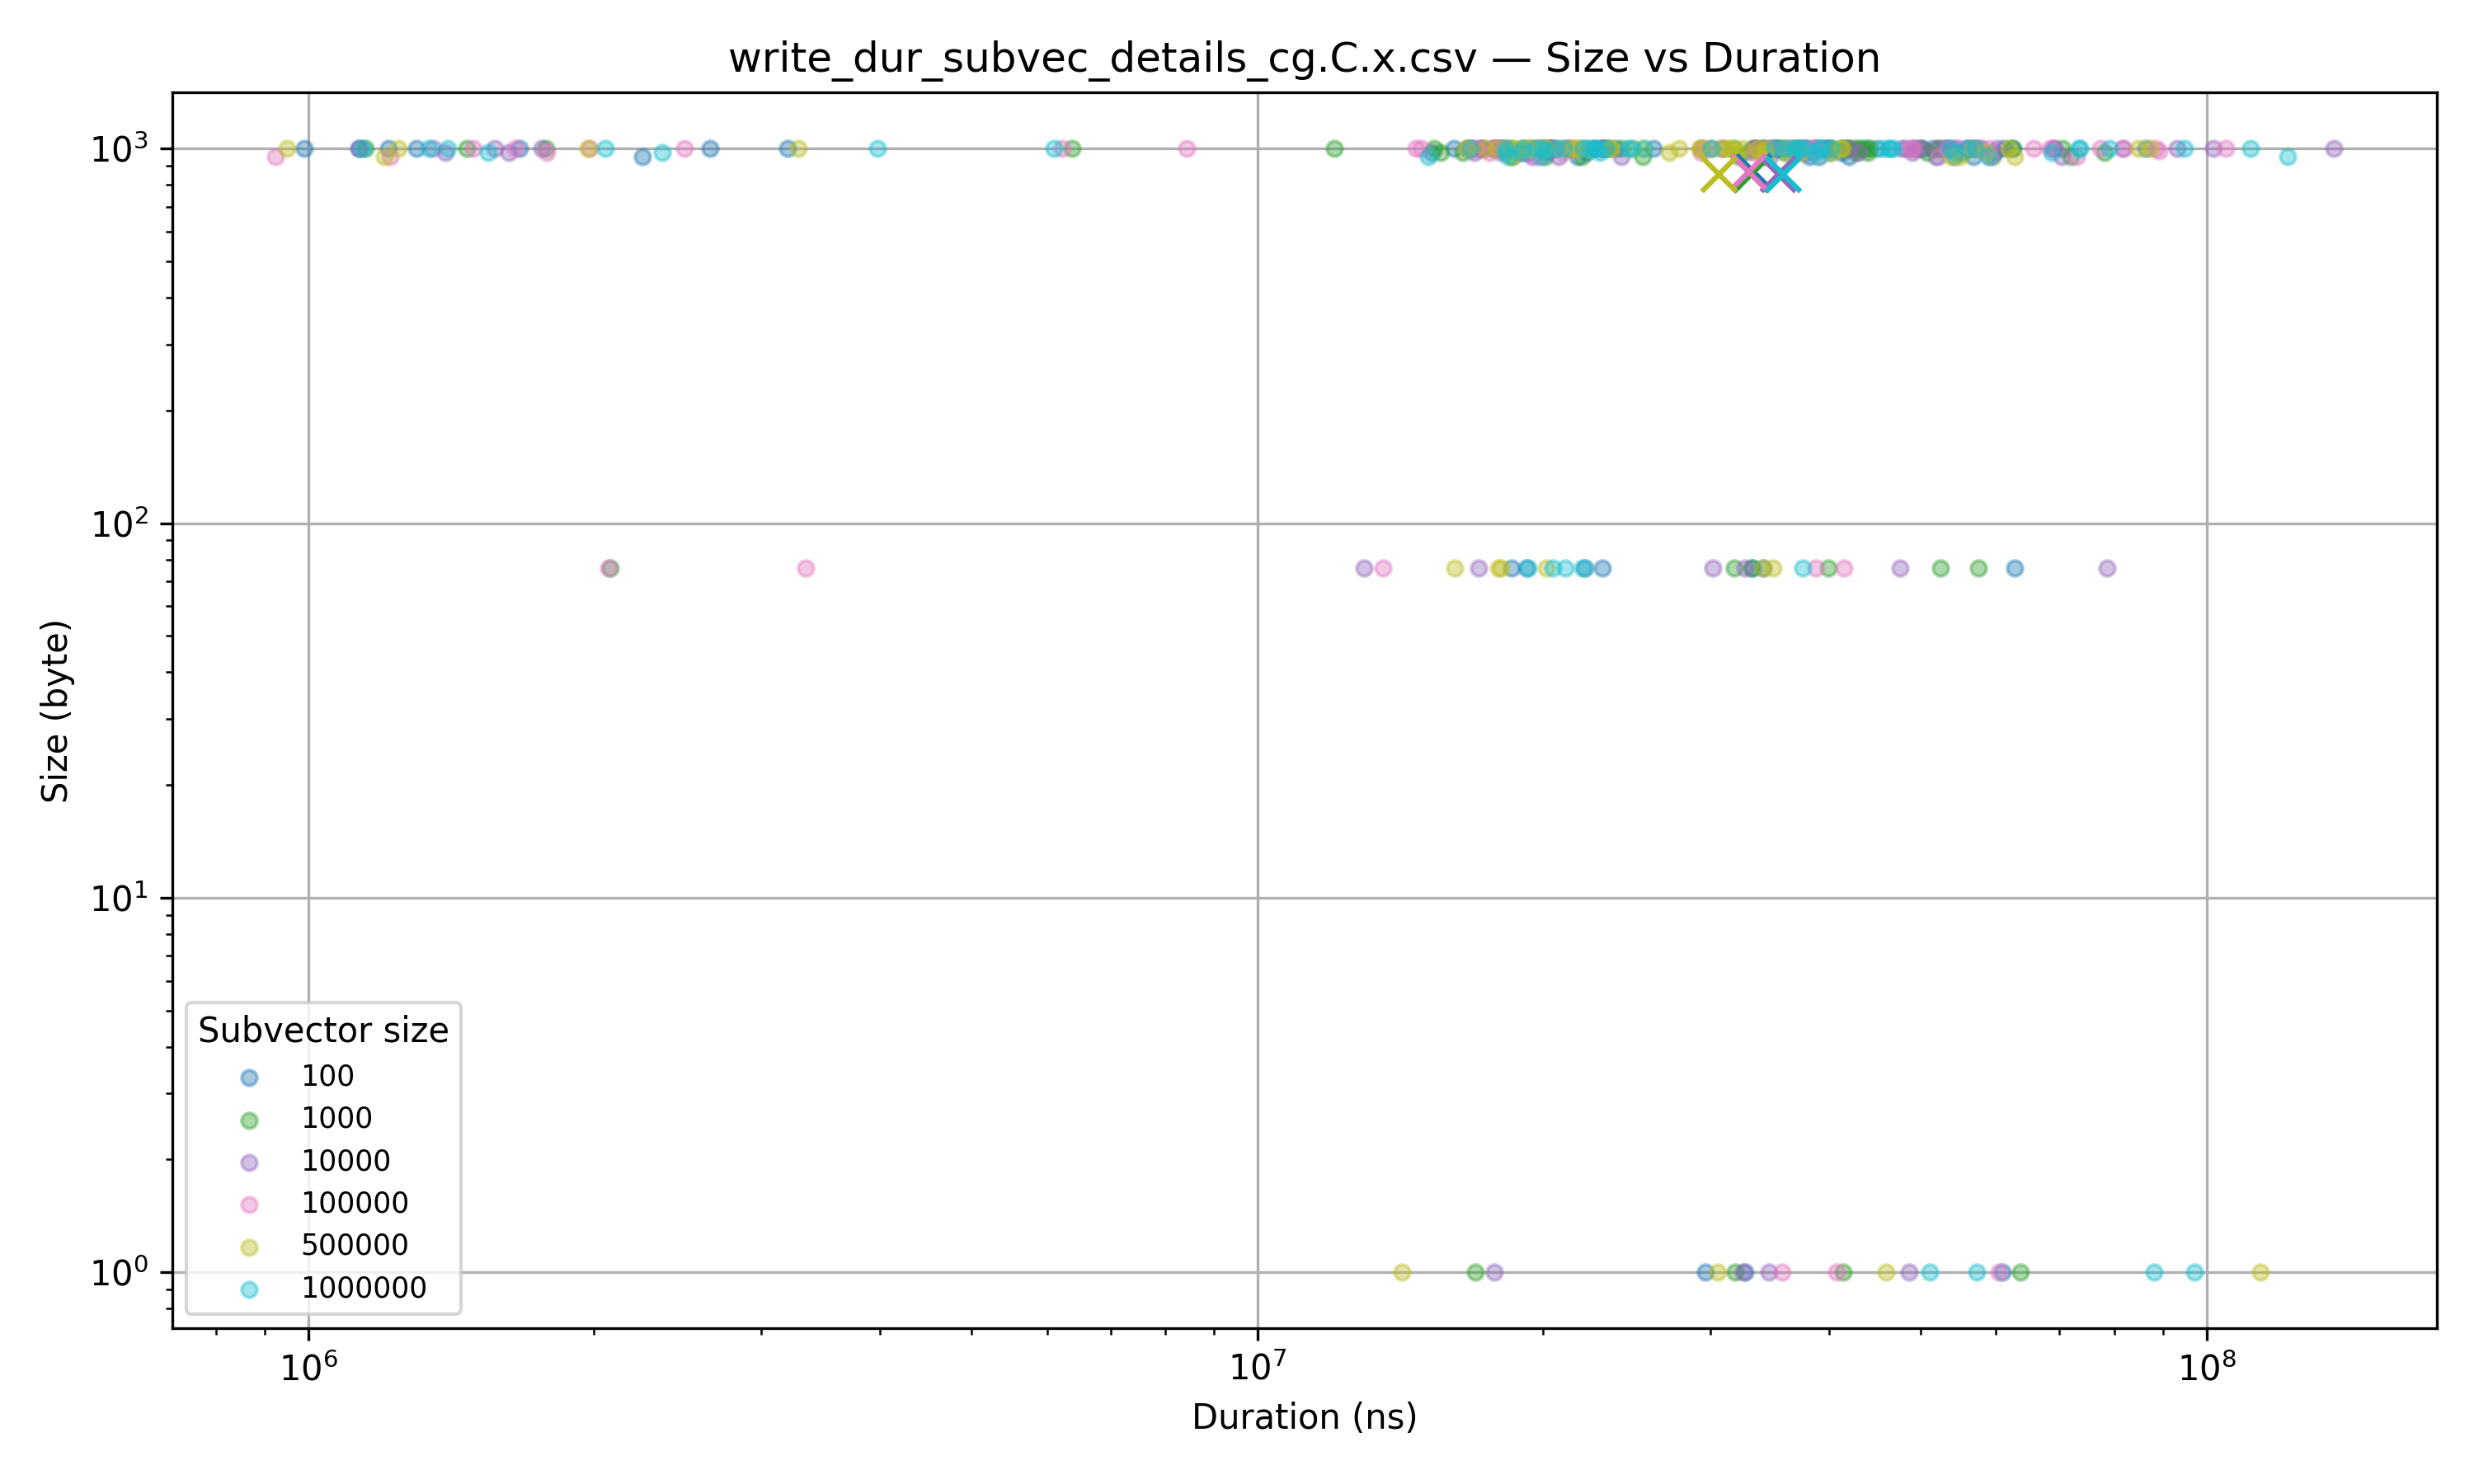 write_dur_subvec_details_cg.C.x.csv — Size vs Duration
Size (byte)
10³
10²
10¹
10⁰
Subvector size
100
1000
10000
100000
500000
1000000
10⁶ 10⁷ 10⁸
Duration (ns)